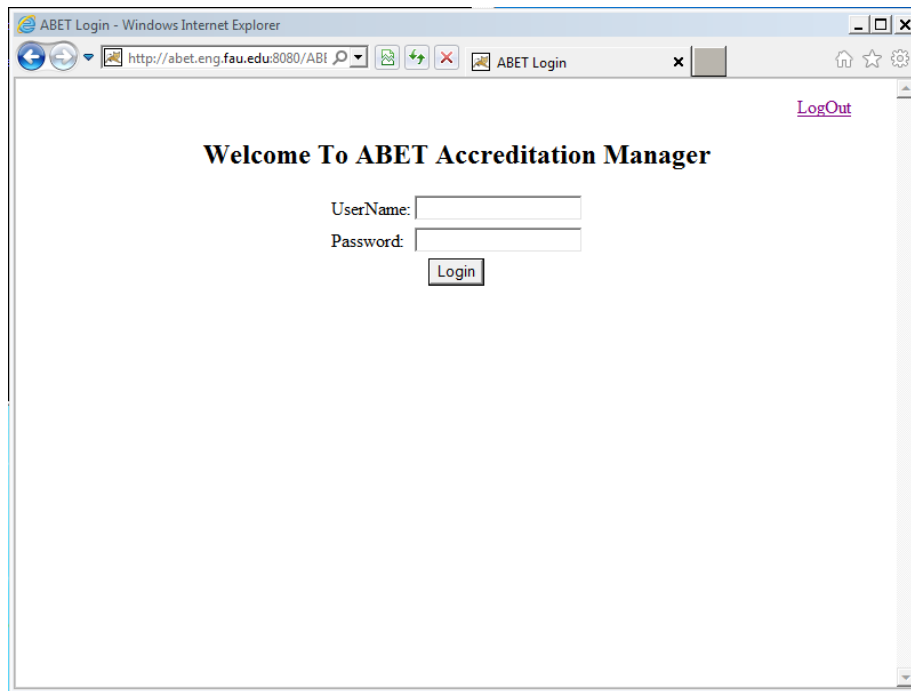 ABET Login - Windows Internet Explorer
http://abet.eng.fau.edu:8080/ABE
ABET Login
LogOut
Welcome To ABET Accreditation Manager
UserName:
Password:
Login